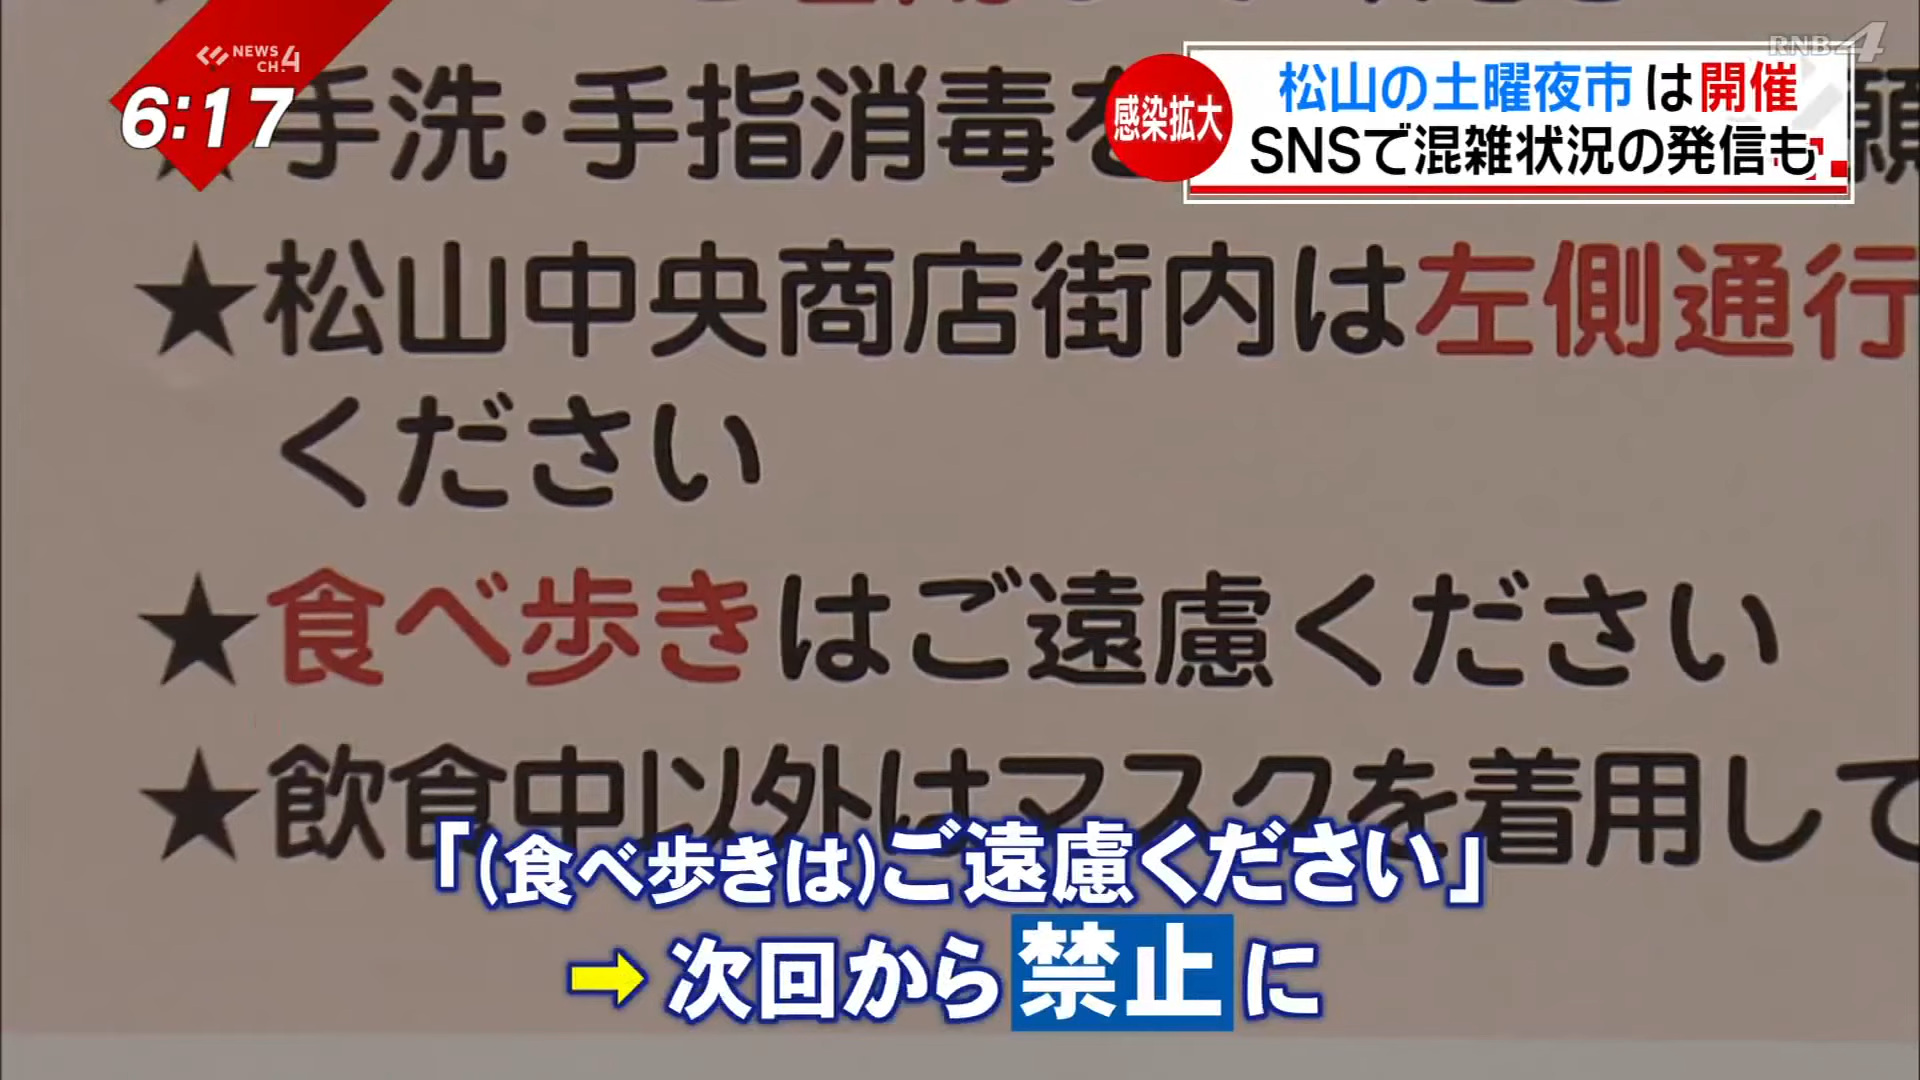 NEWS
CH.4
6:17
RNB 4
感染拡大
松山の土曜夜市は開催
SNSで混雑状況の発信も
手洗・手指消毒を
願
★松山中央商店街内は左側通行
ください
★食べ歩きはご遠慮ください
★飲食中以外はマスクを着用して
「(食べ歩きは)ご遠慮ください」
➡次回から禁止に